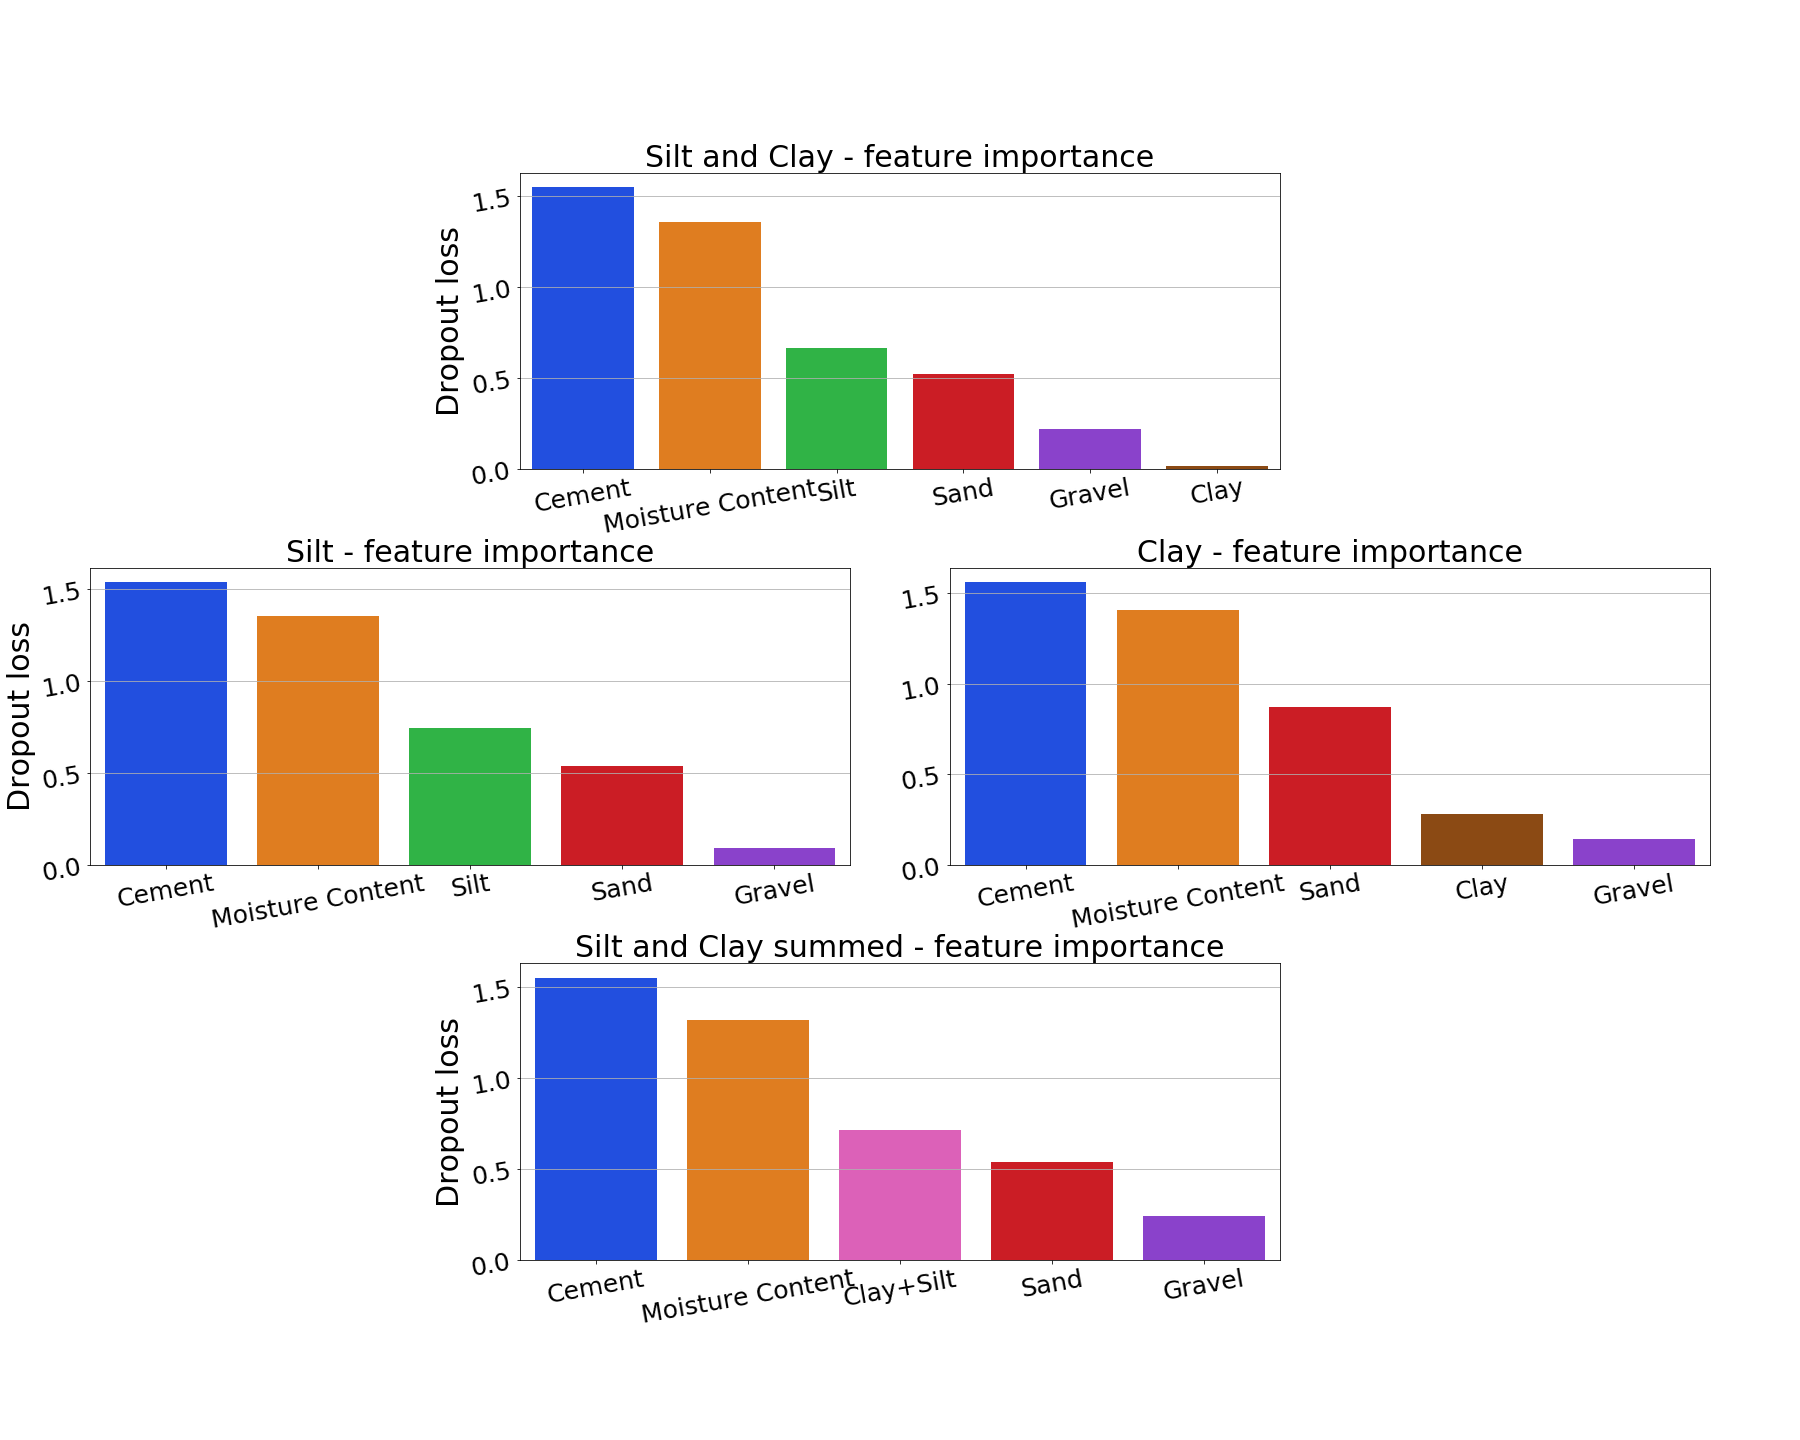 Silt and Clay - feature importance
Dropout loss
1.5
1.0
0.5
0.0
Cement Moisture Content Silt Sand Gravel Clay
Silt - feature importance
Dropout loss
1.5
1.0
0.5
0.0
Cement Moisture Content Silt Sand Gravel
Clay - feature importance
1.5
1.0
0.5
0.0
Cement Moisture Content Sand Clay Gravel
Silt and Clay summed - feature importance
Dropout loss
1.5
1.0
0.5
0.0
Cement Moisture Content Clay+Silt Sand Gravel